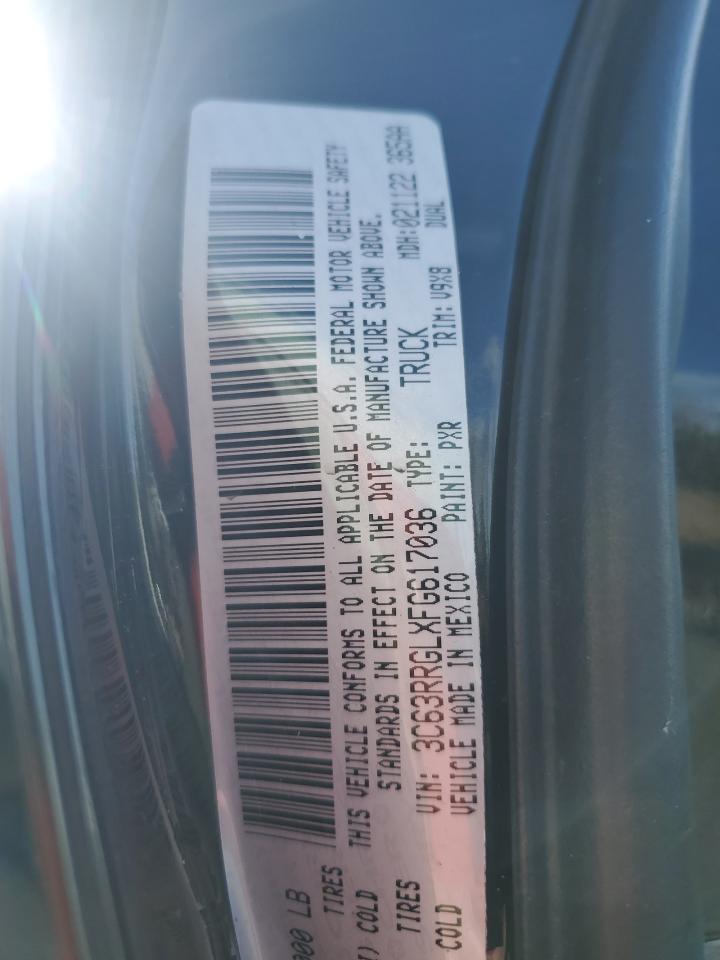 000 LB
TIRES
THIS VEHICLE CONFORMS TO ALL APPLICABLE U.S.A. FEDERAL MOTOR VEHICLE SAFETY
) COLD
STANDARDS IN EFFECT ON THE DATE OF MANUFACTURE SHOWN ABOVE.
TIRES
VIN: 3C63RRGLXFG617036 TYPE: TRUCK MDH:021122 365AA
COLD
VEHICLE MADE IN MEXICO PAINT: PXR TRIM: V9X8 DUAL